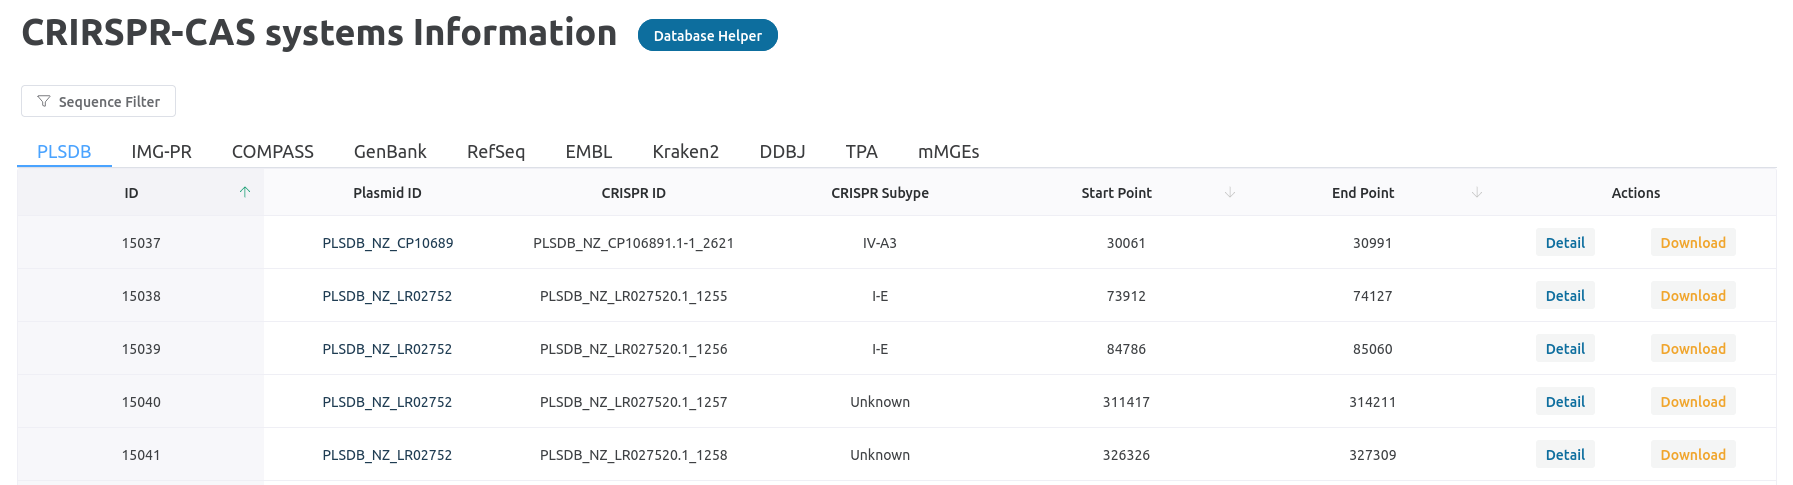 CRIRSPR-CAS systems Information Database Helper
Sequence Filter
PLSDB IMG-PR COMPASS GenBank RefSeq EMBL Kraken2 DDBJ TPA mMGEs
ID Plasmid ID CRISPR ID CRISPR Subype Start Point End Point Actions
15037 PLSDB_NZ_CP10689 PLSDB_NZ_CP106891.1-1_2621 IV-A3 30061 30991 Detail Download
15038 PLSDB_NZ_LR02752 PLSDB_NZ_LR027520.1_1255 I-E 73912 74127 Detail Download
15039 PLSDB_NZ_LR02752 PLSDB_NZ_LR027520.1_1256 I-E 84786 85060 Detail Download
15040 PLSDB_NZ_LR02752 PLSDB_NZ_LR027520.1_1257 Unknown 311417 314211 Detail Download
15041 PLSDB_NZ_LR02752 PLSDB_NZ_LR027520.1_1258 Unknown 326326 327309 Detail Download